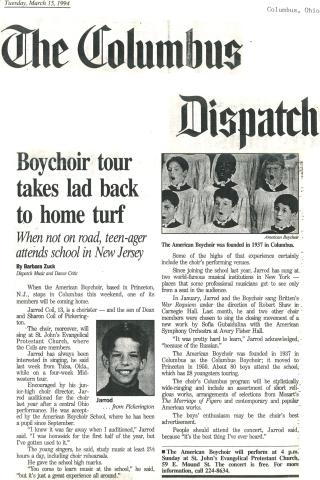 Tuesday, March 15, 1994
Columbus, Ohio
The Columbus
Dispatch
Boychoir tour
takes lad back
to home turf
When not on road, teen-ager
attends school in New Jersey
By Barbara Zuck
Dispatch Music and Dance Critic
When the American Boychoir, based in Princeton,
N.J., stops in Columbus this weekend, one of its
members will be coming home.
Jarrod Coil, 13, is a chorister — and the son of Dean
and Sharon Coil of Pickering-
ton.
The choir, moreover, will
sing at St. John's Evangelical
Protestant Church, where
the Coils are members.
Jarrod has always been
interested in singing, he said
last week from Tulsa, Okla.,
while on a four-week Mid-
western tour.
Encouraged by his jun-
ior-high choir director, Jar-
rod auditioned for the choir
last year after a central Ohio
performance. He was accept-
ed by the American Boychoir School, where he has been
a pupil since September.
"I knew it was far away when I auditioned," Jarrod
said. "I was homesick for the first half of the year, but
I've gotten used to it."
The young singers, he said, study music at least 2½
hours a day, including choir rehearsals.
He gave the school high marks.
"You come to learn music at the school," he said,
"but it's just a great experience all around."
Jarrod
. . . from Pickerington
American Boychoir
The American Boychoir was founded in 1937 in Columbus.
Some of the highs of that experience certainly
include the choir's performing venues.
Since joining the school last year, Jarrod has sung at
two world-famous musical institutions in New York —
places that some professional musicians get to see only
from a seat in the audience.
In January, Jarrod and the Boychoir sang Britten's
War Requiem under the direction of Robert Shaw in
Carnegie Hall. Last month, he and two other choir
members were chosen to sing the closing movement of a
new work by Sofia Gubaidulina with the American
Symphony Orchestra at Avery Fisher Hall.
"It was pretty hard to learn," Jarrod acknowledged,
"because of the Russian."
The American Boychoir was founded in 1937 in
Columbus as the Columbus Boychoir; it moved to
Princeton in 1950. About 80 boys attend the school,
which has 28 youngsters touring.
The choir's Columbus program will be stylistically
wide-ranging and include an assortment of short reli-
gious works, arrangements of selections from Mozart's
The Marriage of Figaro and contemporary and popular
American works.
The boys' enthusiasm may be the choir's best
advertisement.
People should attend the concert, Jarrod said,
because "it's the best thing I've ever heard."
■ The American Boychoir will perform at 4 p.m.
Sunday at St. John's Evangelical Protestant Church,
59 E. Mound St. The concert is free. For more
information, call 224-8634.